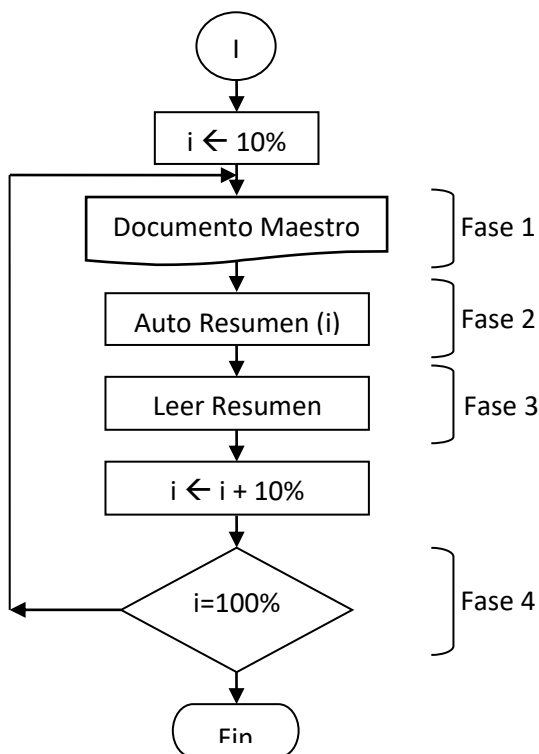 I
i ← 10%
Documento Maestro
Fase 1
Auto Resumen (i)
Fase 2
Leer Resumen
Fase 3
i ← i + 10%
i=100%
Fase 4
Fin